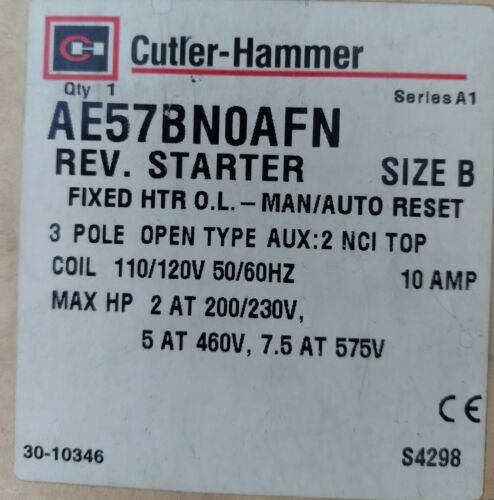 CH Cutler-Hammer
Qty 1
Series A1
AE57BN0AFN
REV. STARTER SIZE B
FIXED HTR O.L. – MAN/AUTO RESET
3 POLE OPEN TYPE AUX:2 NCI TOP
COIL 110/120V 50/60HZ 10 AMP
MAX HP 2 AT 200/230V,
5 AT 460V, 7.5 AT 575V
CE
30-10346 S4298